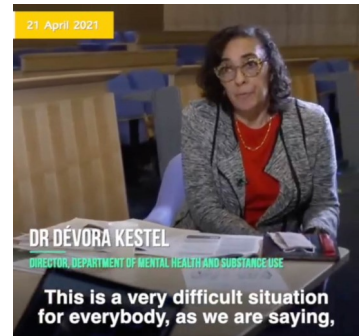 21 April 2021
DR DÉVORA KESTEL
DIRECTOR, DEPARTMENT OF MENTAL HEALTH AND SUBSTANCE USE
This is a very difficult situation
for everybody, as we are saying,